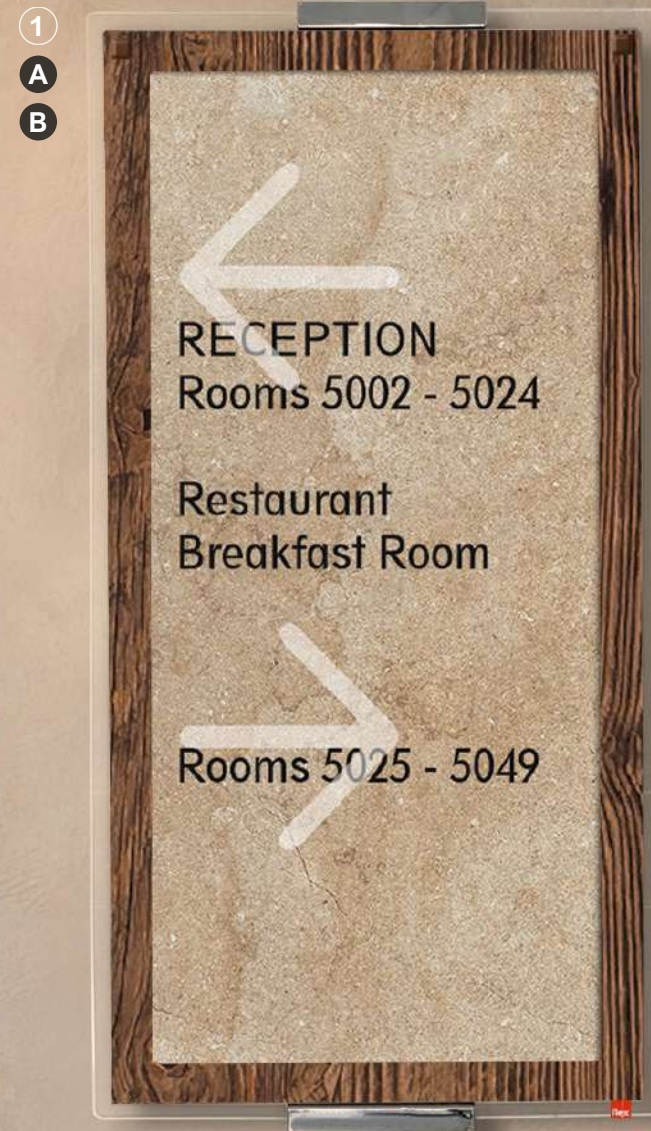 1
A
B
RECEPTION
Rooms 5002 - 5024
Restaurant
Breakfast Room
Rooms 5025 - 5049